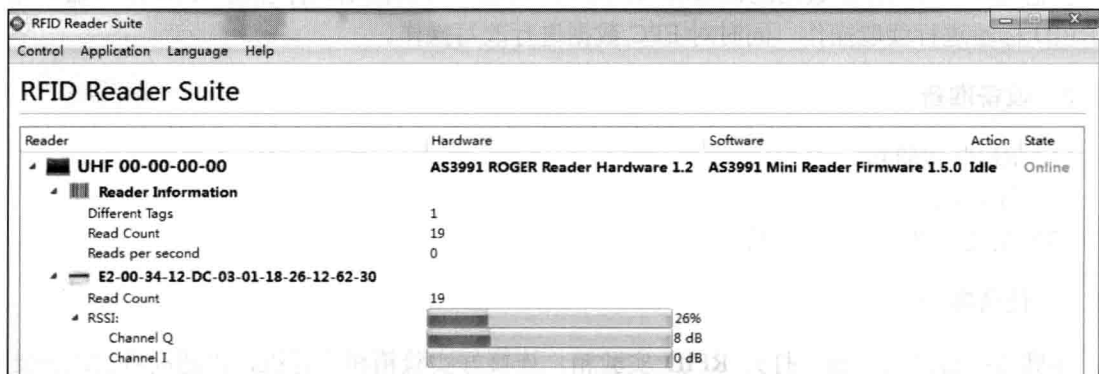 RFID Reader Suite
Control Application Language Help
RFID Reader Suite
Reader Hardware Software Action State
UHF 00-00-00-00 AS3991 ROGER Reader Hardware 1.2 AS3991 Mini Reader Firmware 1.5.0 Idle Online
Reader Information
Different Tags 1
Read Count 19
Reads per second 0
E2-00-34-12-DC-03-01-18-26-12-62-30
Read Count 19
RSSI: 26%
Channel Q 8 dB
Channel I 0 dB